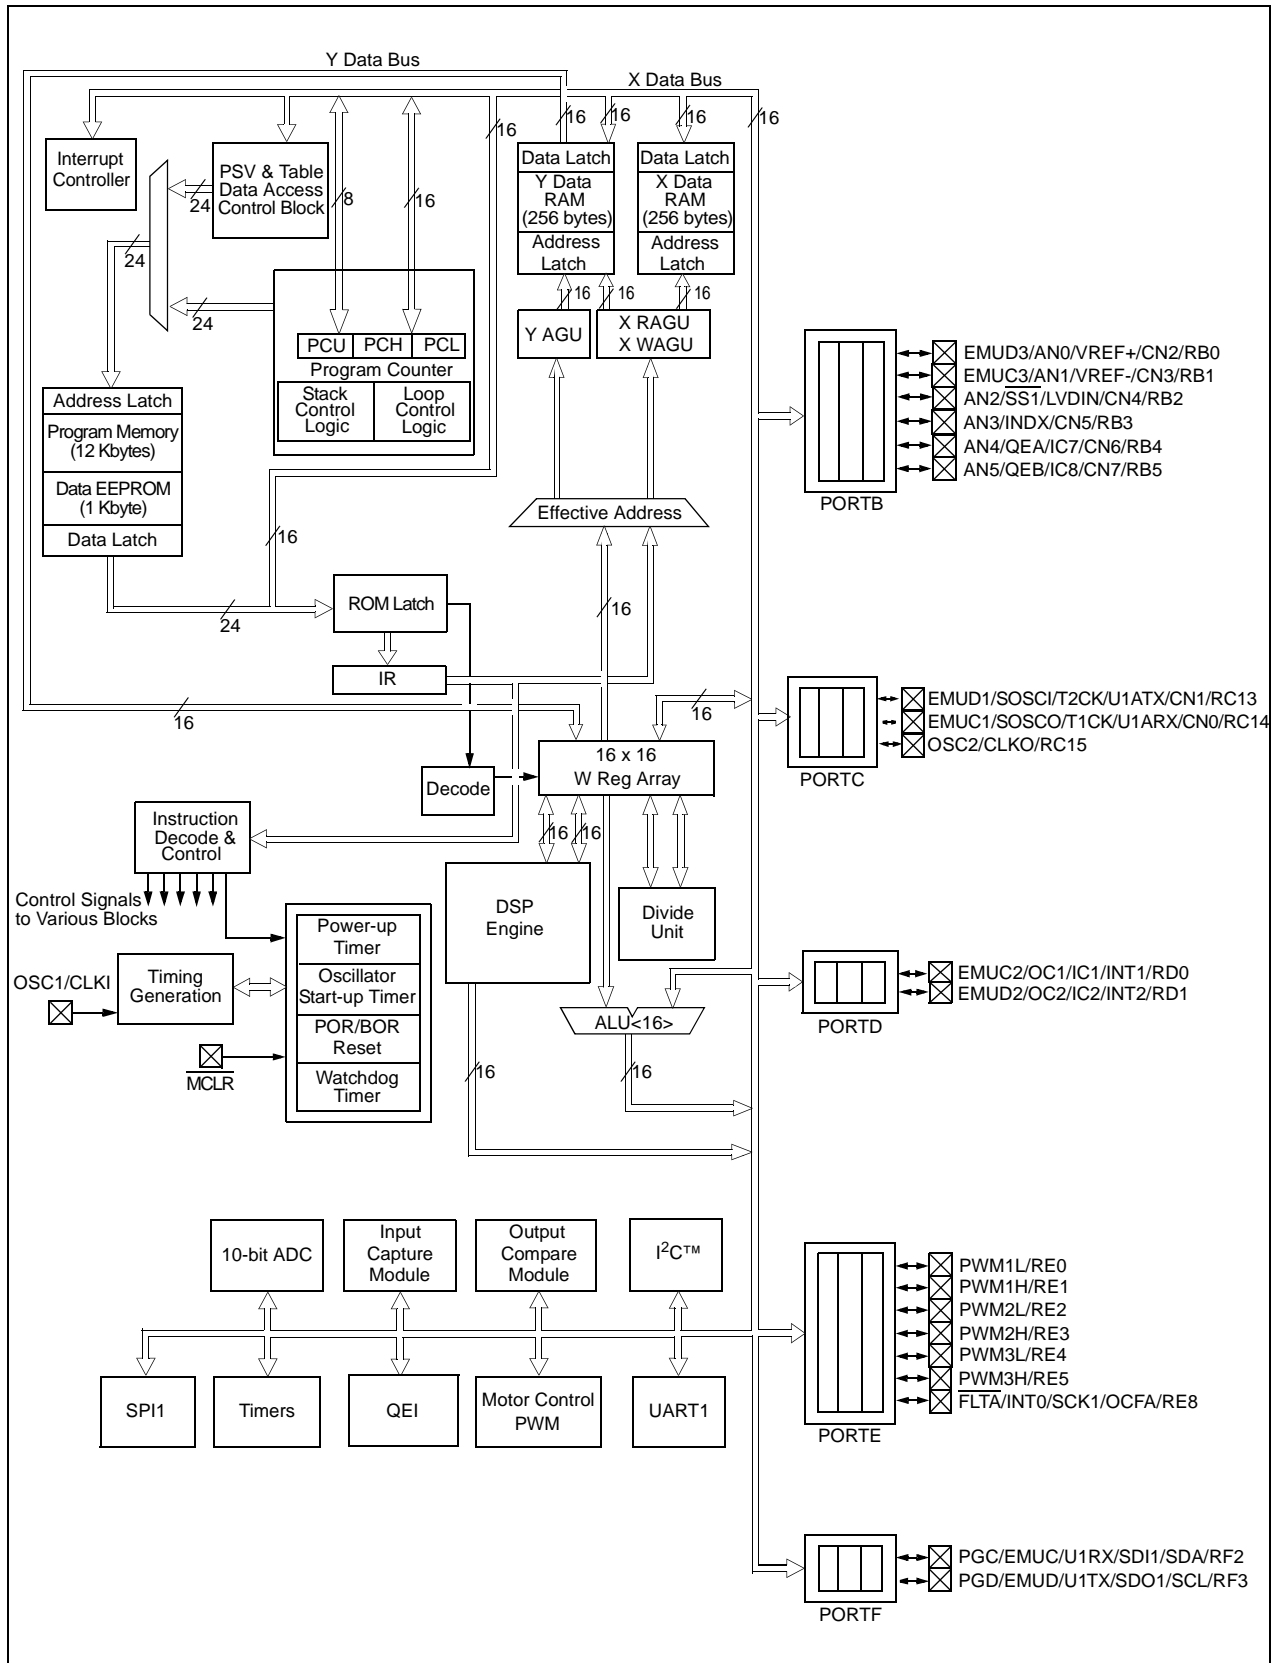 Y Data Bus
X Data Bus
16
16
16
16
16
Interrupt
Controller
PSV & Table
Data Access
Control Block
24
8
16
24
24
Data Latch
Y Data
RAM
(256 bytes)
Address
Latch
Data Latch
X Data
RAM
(256 bytes)
Address
Latch
16
16
16
Y AGU
X RAGU
X WAGU
PCU
PCH
PCL
Program Counter
Stack
Control
Logic
Loop
Control
Logic
Address Latch
Program Memory
(12 Kbytes)
Data EEPROM
(1 Kbyte)
Data Latch
Effective Address
16
24
ROM Latch
16
IR
16
16
16 x 16
W Reg Array
Decode
Instruction
Decode &
Control
16
16
Control Signals
to Various Blocks
DSP
Engine
Divide
Unit
Power-up
Timer
Oscillator
Start-up Timer
POR/BOR
Reset
Watchdog
Timer
OSC1/CLKI
Timing
Generation
MCLR
ALU<16>
16
16
EMUD3/AN0/VREF+/CN2/RB0
EMUC3/AN1/VREF-/CN3/RB1
AN2/SS1/LVDIN/CN4/RB2
AN3/INDX/CN5/RB3
AN4/QEA/IC7/CN6/RB4
AN5/QEB/IC8/CN7/RB5
PORTB
EMUD1/SOSCI/T2CK/U1ATX/CN1/RC13
EMUC1/SOSCO/T1CK/U1ARX/CN0/RC14
OSC2/CLKO/RC15
PORTC
EMUC2/OC1/IC1/INT1/RD0
EMUD2/OC2/IC2/INT2/RD1
PORTD
10-bit ADC
Input
Capture
Module
Output
Compare
Module
I²C™
SPI1
Timers
QEI
Motor Control
PWM
UART1
PWM1L/RE0
PWM1H/RE1
PWM2L/RE2
PWM2H/RE3
PWM3L/RE4
PWM3H/RE5
FLTA/INT0/SCK1/OCFA/RE8
PORTE
PGC/EMUC/U1RX/SDI1/SDA/RF2
PGD/EMUD/U1TX/SDO1/SCL/RF3
PORTF